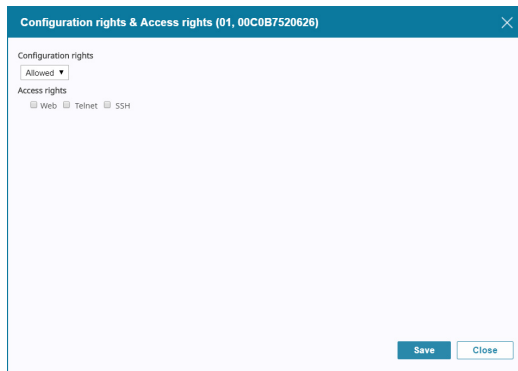 Configuration rights & Access rights (01, 00C0B7520626)
Configuration rights
Allowed
Access rights
Web Telnet SSH
Save Close